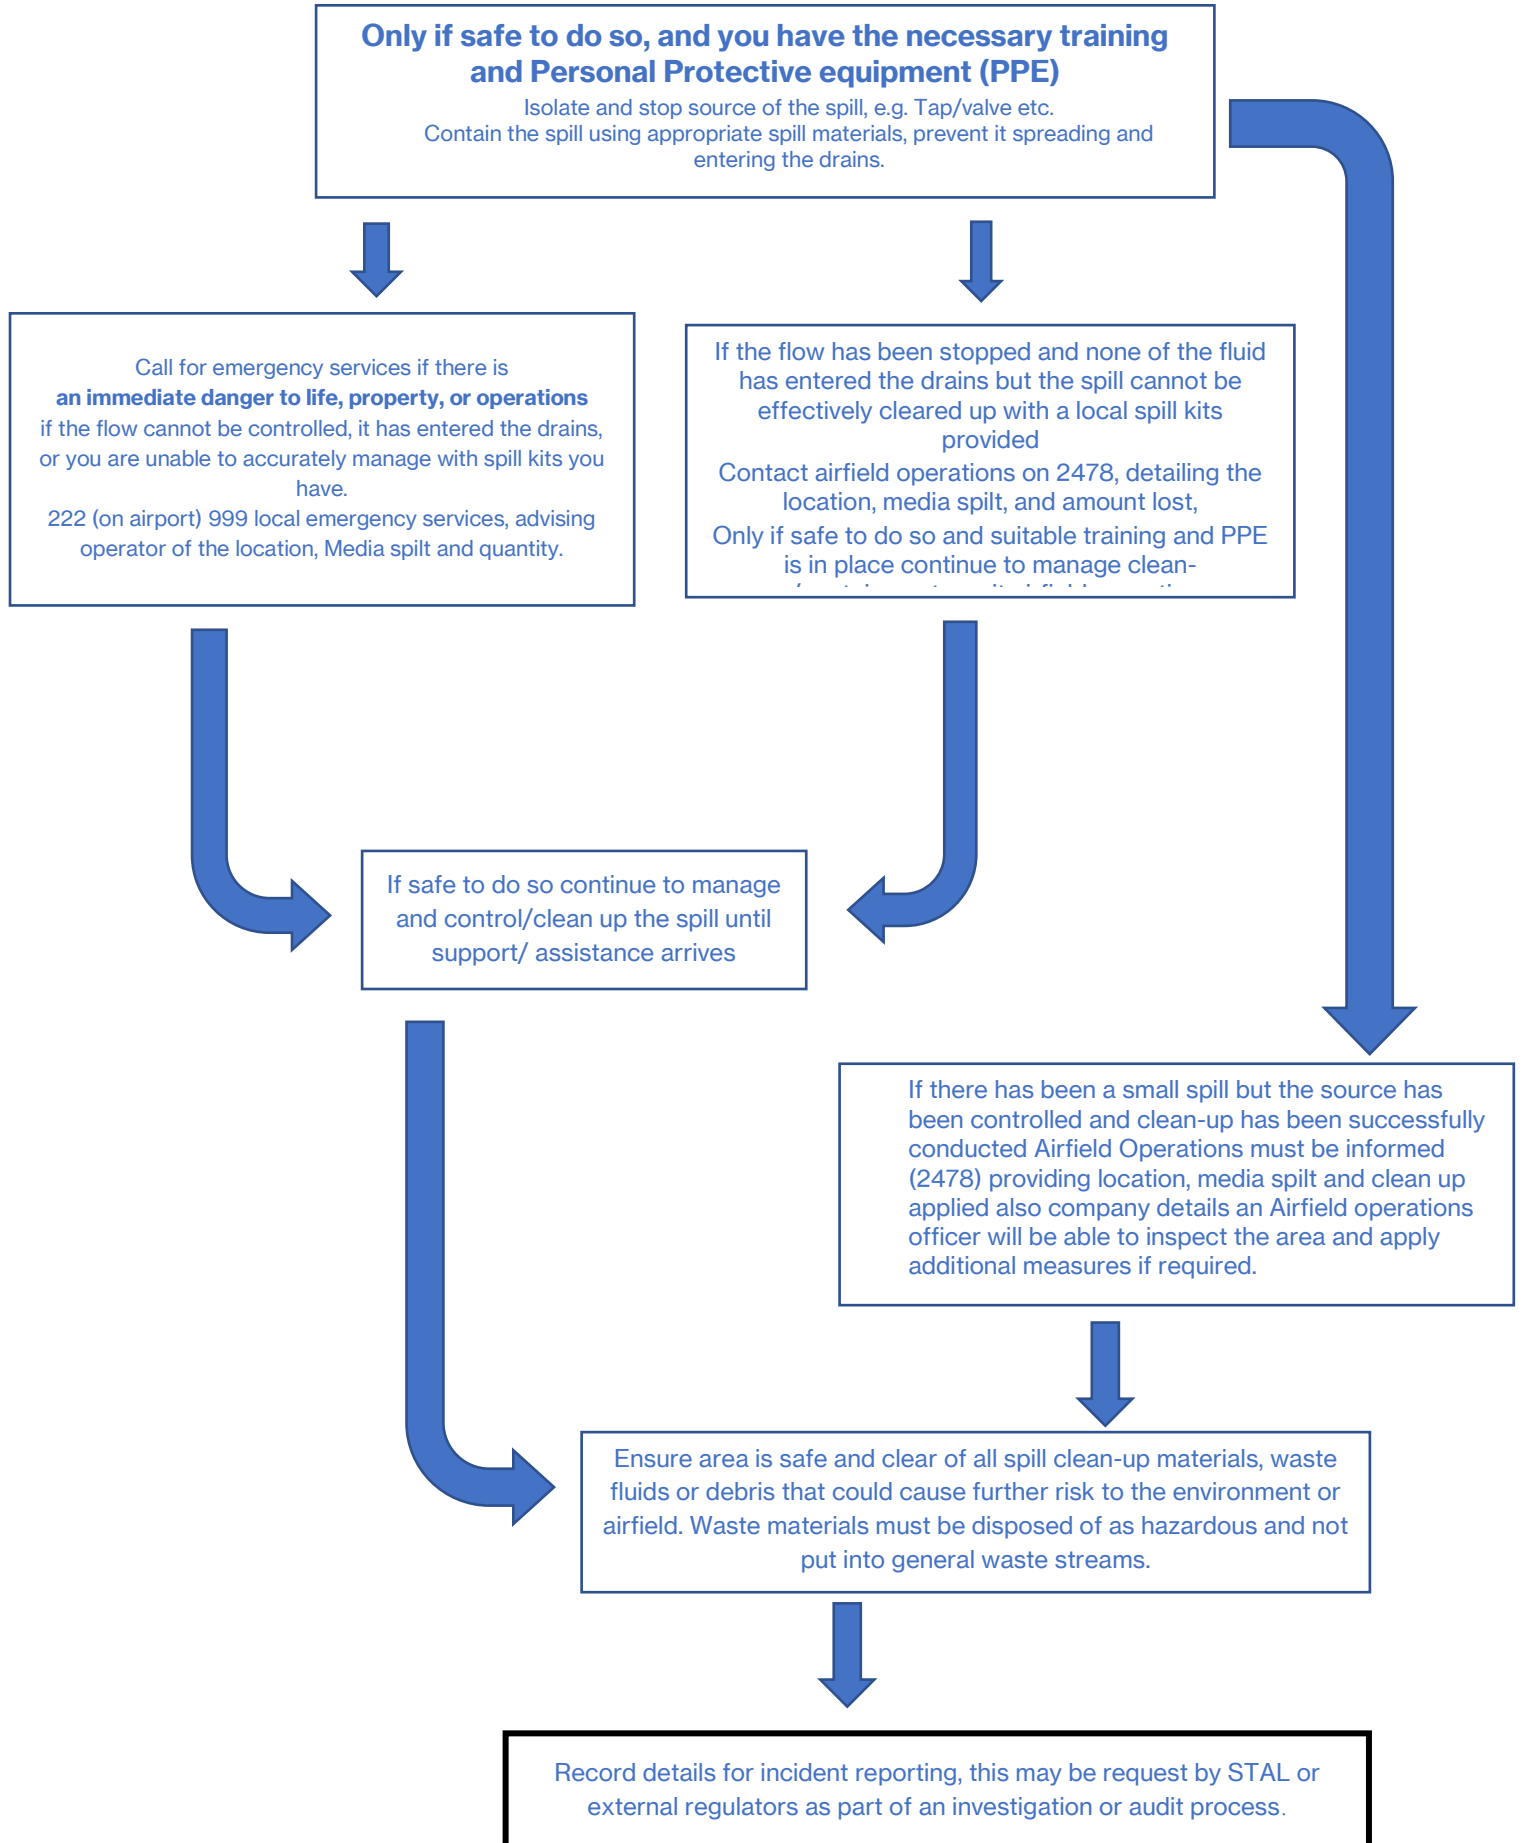 Only if safe to do so, and you have the necessary training
and Personal Protective equipment (PPE)
Isolate and stop source of the spill, e.g. Tap/valve etc.
Contain the spill using appropriate spill materials, prevent it spreading and
entering the drains.
Call for emergency services if there is
an immediate danger to life, property, or operations
if the flow cannot be controlled, it has entered the drains,
or you are unable to accurately manage with spill kits you
have.
222 (on airport) 999 local emergency services, advising
operator of the location, Media spilt and quantity.
If the flow has been stopped and none of the fluid
has entered the drains but the spill cannot be
effectively cleared up with a local spill kits
provided
Contact airfield operations on 2478, detailing the
location, media spilt, and amount lost,
Only if safe to do so and suitable training and PPE
is in place continue to manage clean-
If safe to do so continue to manage
and control/clean up the spill until
support/ assistance arrives
If there has been a small spill but the source has
been controlled and clean-up has been successfully
conducted Airfield Operations must be informed
(2478) providing location, media spilt and clean up
applied also company details an Airfield operations
officer will be able to inspect the area and apply
additional measures if required.
Ensure area is safe and clear of all spill clean-up materials, waste
fluids or debris that could cause further risk to the environment or
airfield. Waste materials must be disposed of as hazardous and not
put into general waste streams.
Record details for incident reporting, this may be request by STAL or
external regulators as part of an investigation or audit process.